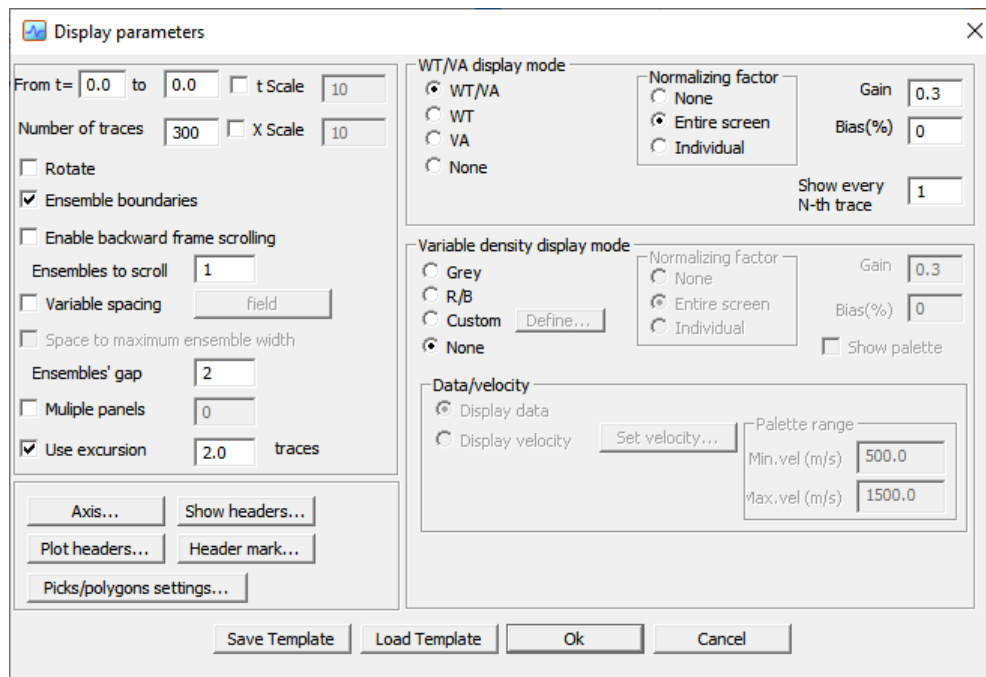 Display parameters
From t= 0.0 to 0.0 t Scale 10
Number of traces 300 X Scale 10
Rotate
Ensemble boundaries
Enable backward frame scrolling
Ensembles to scroll 1
Variable spacing field
Space to maximum ensemble width
Ensembles' gap 2
Muliple panels 0
Use excursion 2.0 traces
Axis... Show headers...
Plot headers... Header mark...
Picks/polygons settings...
WT/VA display mode
WT/VA
WT
VA
None
Normalizing factor
None
Entire screen
Individual
Gain 0.3
Bias(%) 0
Show every
N-th trace 1
Variable density display mode
Grey
R/B
Custom Define...
None
Normalizing factor
None
Entire screen
Individual
Gain 0.3
Bias(%) 0
Show palette
Data/velocity
Display data
Display velocity Set velocity...
Palette range
Min.vel (m/s) 500.0
Max.vel (m/s) 1500.0
Save Template Load Template Ok Cancel